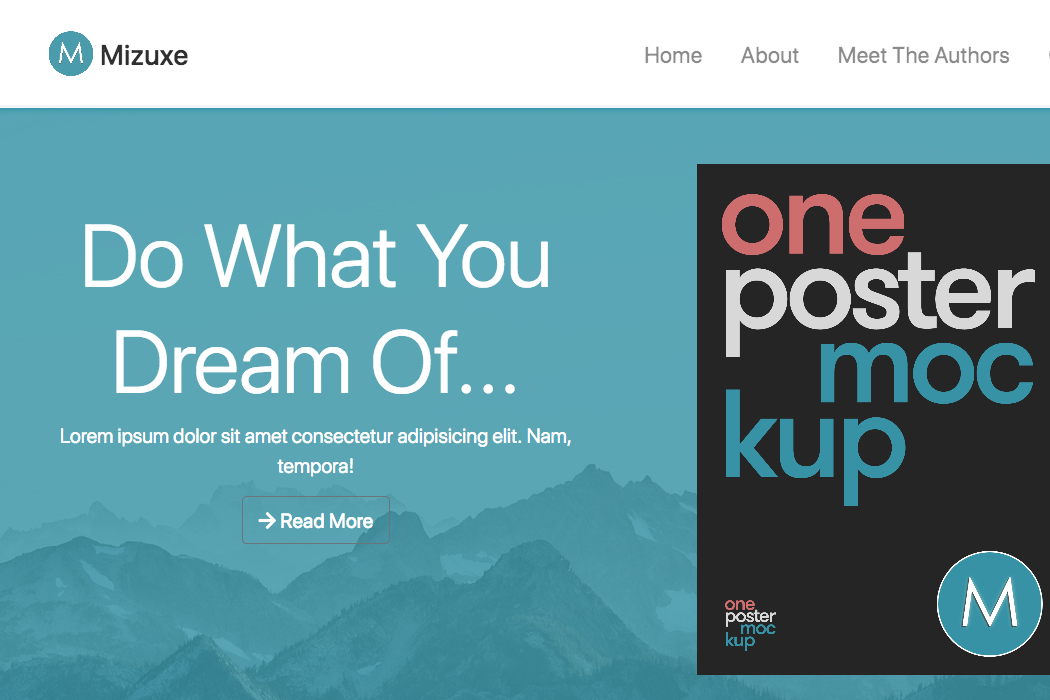 M Mizuxe
Home About Meet The Authors
Do What You
Dream Of...
Lorem ipsum dolor sit amet consectetur adipisicing elit. Nam,
tempora!
Read More
one
poster
moc
kup
one
poster
moc
kup
M